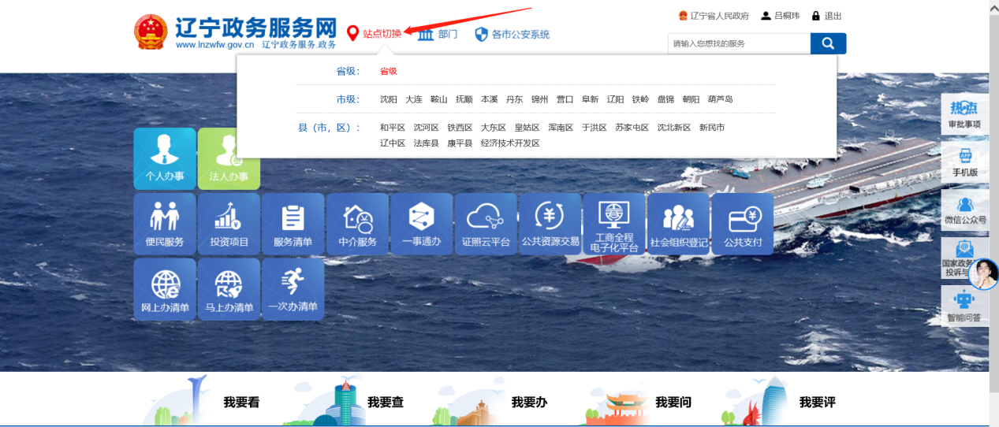 辽宁省人民政府 吕桐玮 退出
辽宁政务服务网
www.lnzwfw.gov.cn 辽宁政务服务.政务
站点切换 部门 各市公安系统
请输入您想找的服务
省级： 省级
市级： 沈阳 大连 鞍山 抚顺 本溪 丹东 锦州 营口 阜新 辽阳 铁岭 盘锦 朝阳 葫芦岛
县（市，区）： 和平区 沈河区 铁西区 大东区 皇姑区 浑南区 于洪区 苏家屯区 沈北新区 新民市
辽中区 法库县 康平县 经济技术开发区
热点
审批事项
APP
手机版
微信公众号
国家政务
投诉与
智能问答
个人办事 法人办事
便民服务 投资项目 服务清单 中介服务 一事通办 证照云平台 公共资源交易 工商全程
电子化平台 社会组织登记 公共支付
网上办清单 马上办清单 一次办清单
我要看 我要查 我要办 我要问 我要评